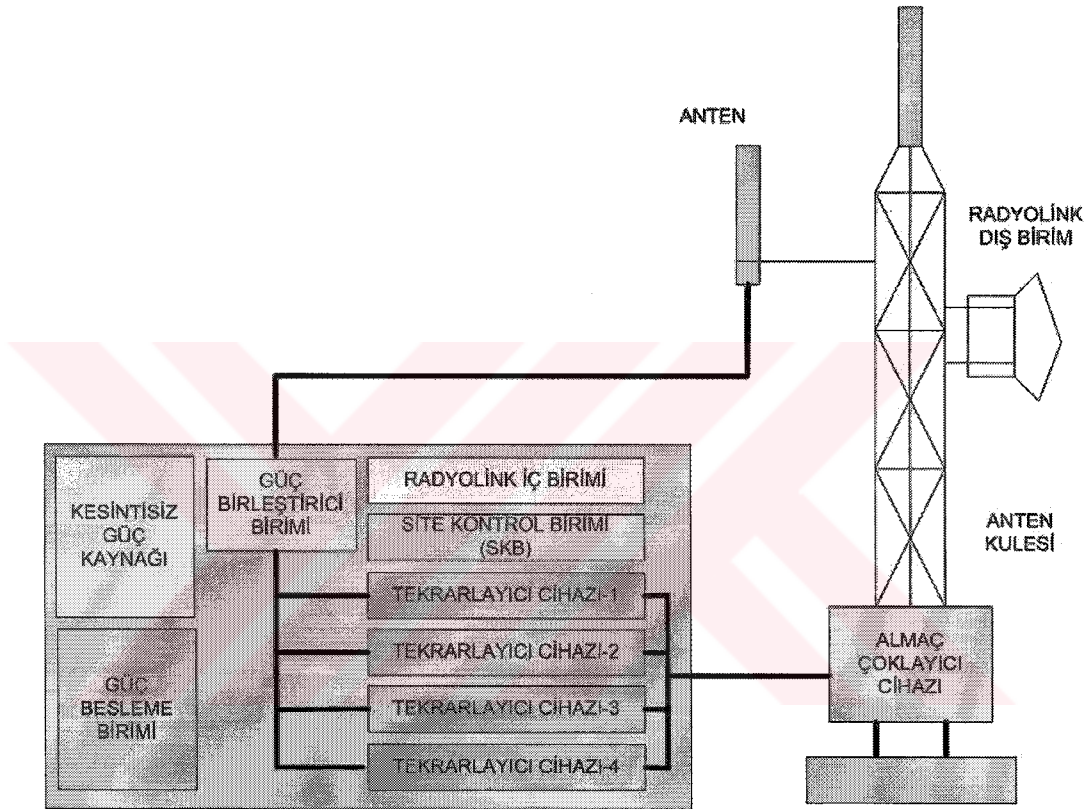 ANTEN
RADYOLİNK
DIŞ BİRİM
KESİNTİSİZ
GÜÇ
KAYNAĞI
GÜÇ
BİRLEŞTİRİCİ
BİRİMİ
RADYOLİNK İÇ BİRİMİ
SİTE KONTROL BİRİMİ
(SKB)
ANTEN
KULESİ
TEKRARLAYICI CİHAZI-1
TEKRARLAYICI CİHAZI-2
TEKRARLAYICI CİHAZI-3
TEKRARLAYICI CİHAZI-4
GÜÇ
BESLEME
BİRİMİ
ALMAÇ
ÇOKLAYICI
CİHAZI